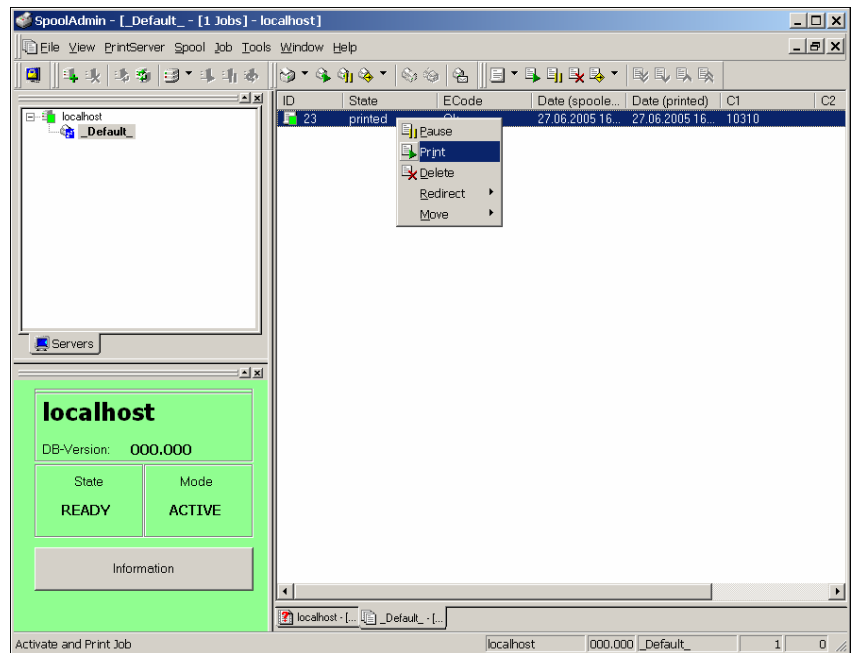 SpoolAdmin - [_Default_ - [1 Jobs] - localhost]
File View PrintServer Spool Job Tools Window Help
localhost
_Default_
Servers
ID State ECode Date (spoole... Date (printed) C1 C2
23 printed 27.06.2005 16... 27.06.2005 16... 10310
Pause
Print
Delete
Redirect
Move
localhost
DB-Version: 000.000
State Mode
READY ACTIVE
Information
localhost - [... _Default_ - [...
Activate and Print Job localhost 000.000 _Default_ 1 0